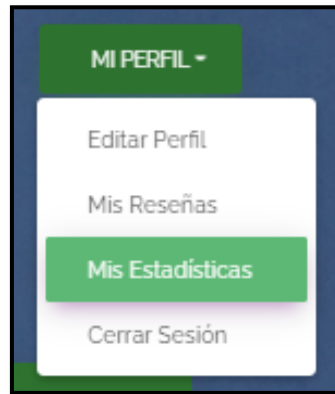 MI PERFIL
Editar Perfil
Mis Reseñas
Mis Estadísticas
Cerrar Sesión